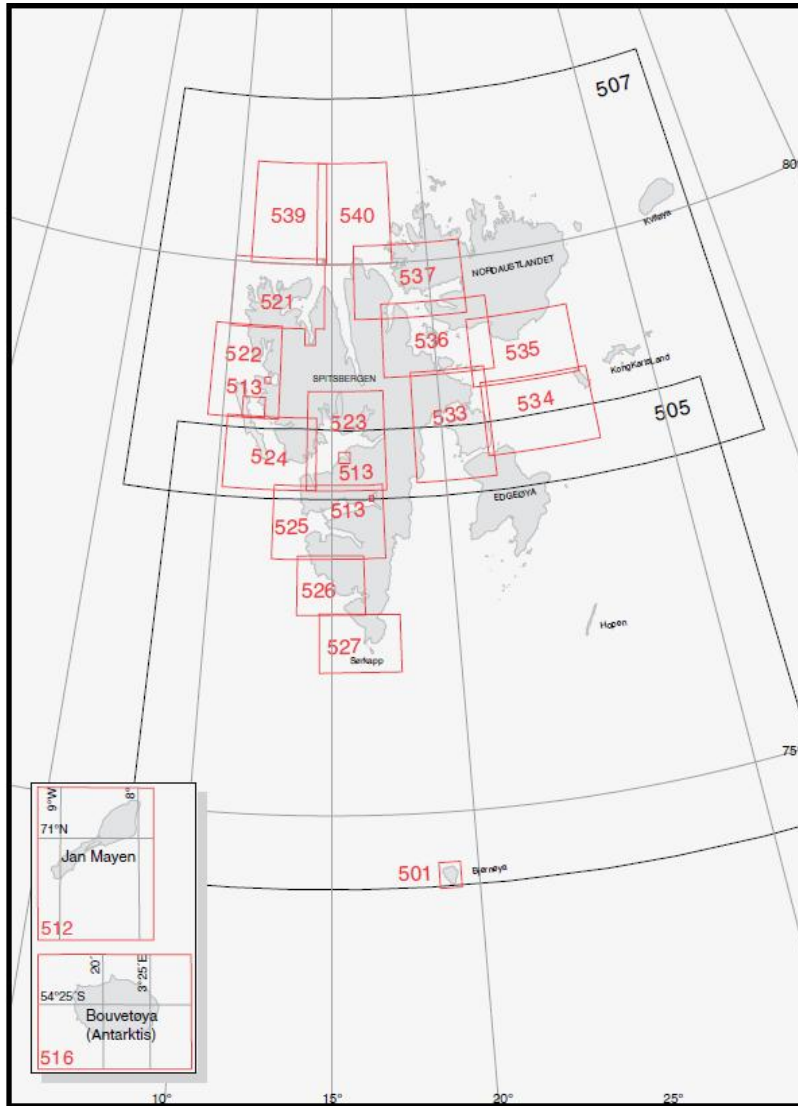 507
80°
Kvitøya
539
540
NORDAUSTLANDET
537
521
536
535
522
Kong Karls Land
513
SPITSBERGEN
534
505
523
533
524
513
EDGEØYA
513
525
526
Hopen
527
Sørkapp
75°
9°W
8°
71°N
Jan Mayen
512
501
Bjørnøya
20´
3°25´E
54°25´S
Bouvetøya
(Antarktis)
516
10°
15°
20°
25°